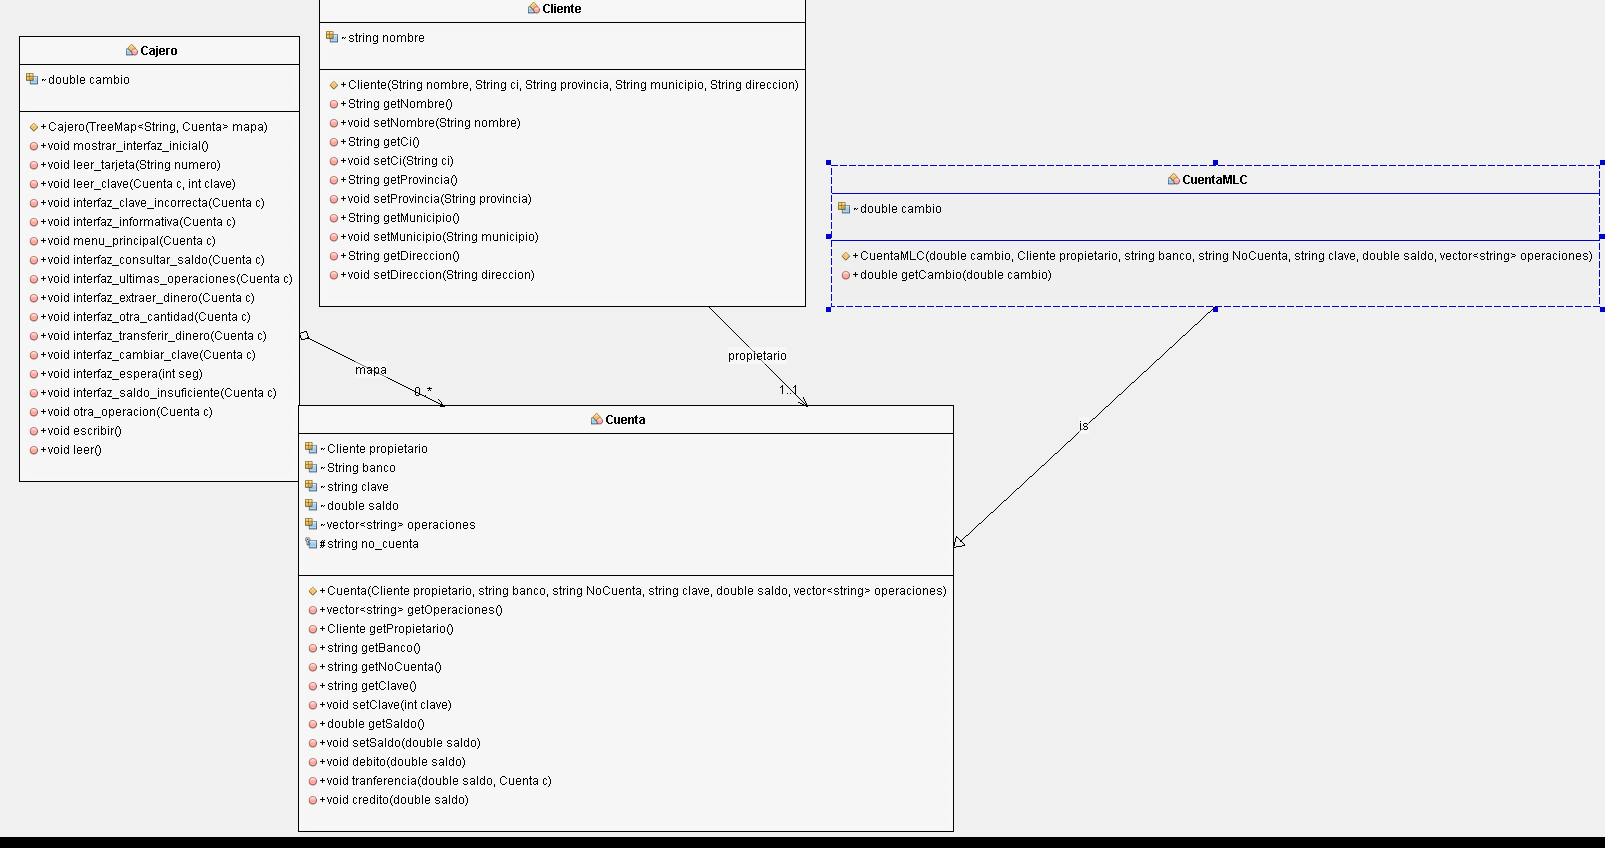 Cajero
~double cambio
+Cajero(TreeMap<String, Cuenta> mapa)
+void mostrar_interfaz_inicial()
+void leer_tarjeta(String numero)
+void leer_clave(Cuenta c, int clave)
+void interfaz_clave_incorrecta(Cuenta c)
+void interfaz_informativa(Cuenta c)
+void menu_principal(Cuenta c)
+void interfaz_consultar_saldo(Cuenta c)
+void interfaz_ultimas_operaciones(Cuenta c)
+void interfaz_extraer_dinero(Cuenta c)
+void interfaz_otra_cantidad(Cuenta c)
+void interfaz_transferir_dinero(Cuenta c)
+void interfaz_cambiar_clave(Cuenta c)
+void interfaz_espera(int seg)
+void interfaz_saldo_insuficiente(Cuenta c)
+void otra_operacion(Cuenta c)
+void escribir()
+void leer()
Cliente
~string nombre
+Cliente(String nombre, String ci, String provincia, String municipio, String direccion)
+String getNombre()
+void setNombre(String nombre)
+String getCi()
+void setCi(String ci)
+String getProvincia()
+void setProvincia(String provincia)
+String getMunicipio()
+void setMunicipio(String municipio)
+String getDireccion()
+void setDireccion(String direccion)
CuentaMLC
~double cambio
+CuentaMLC(double cambio, Cliente propietario, string banco, string NoCuenta, string clave, double saldo, vector<string> operaciones)
+double getCambio(double cambio)
mapa
0..*
propietario
1..1
is
Cuenta
~Cliente propietario
~String banco
~string clave
~double saldo
~vector<string> operaciones
#string no_cuenta
+Cuenta(Cliente propietario, string banco, string NoCuenta, string clave, double saldo, vector<string> operaciones)
+vector<string> getOperaciones()
+Cliente getPropietario()
+string getBanco()
+string getNoCuenta()
+string getClave()
+void setClave(int clave)
+double getSaldo()
+void setSaldo(double saldo)
+void debito(double saldo)
+void tranferencia(double saldo, Cuenta c)
+void credito(double saldo)